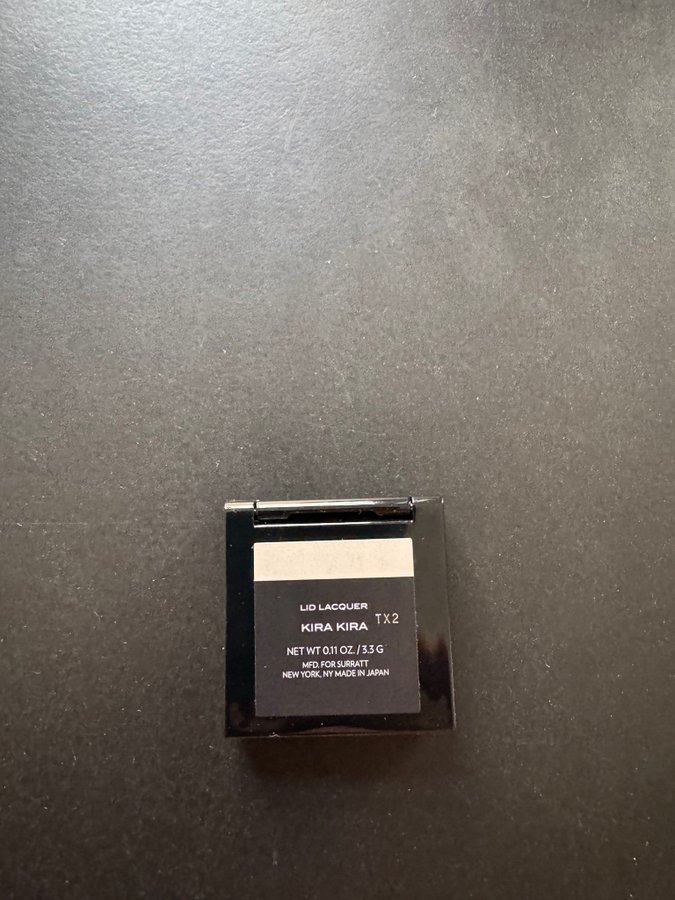 LID LACQUER
KIRA KIRA TX2
NET WT 0.11 OZ. / 3.3 G
MFD. FOR SURRATT
NEW YORK, NY MADE IN JAPAN